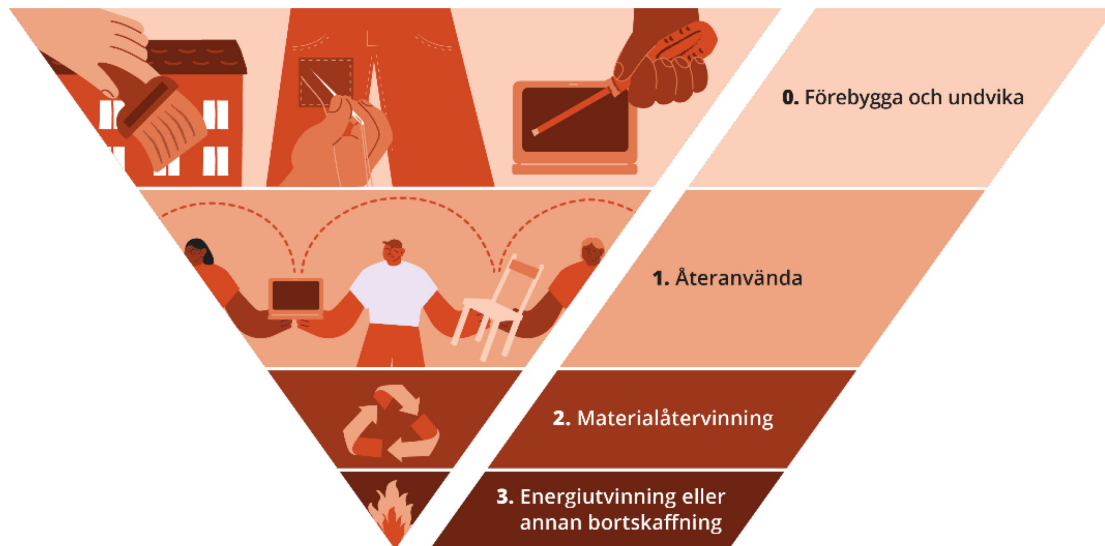 0. Förebygga och undvika
1. Återanvända
2. Materialåtervinning
3. Energiutvinning eller
annan bortskaffning